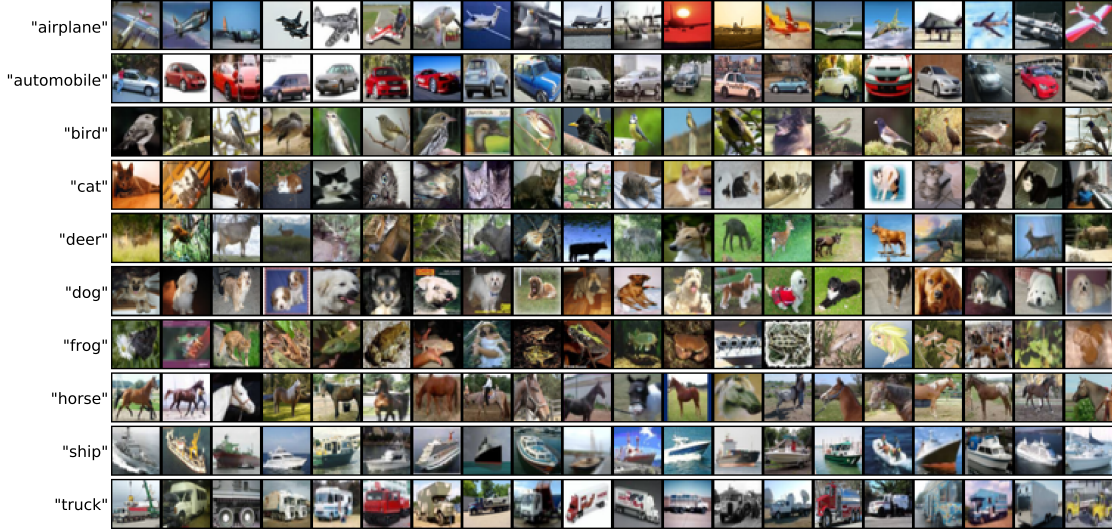 "airplane"
"automobile"
"bird"
"cat"
"deer"
"dog"
"frog"
"horse"
"ship"
"truck"